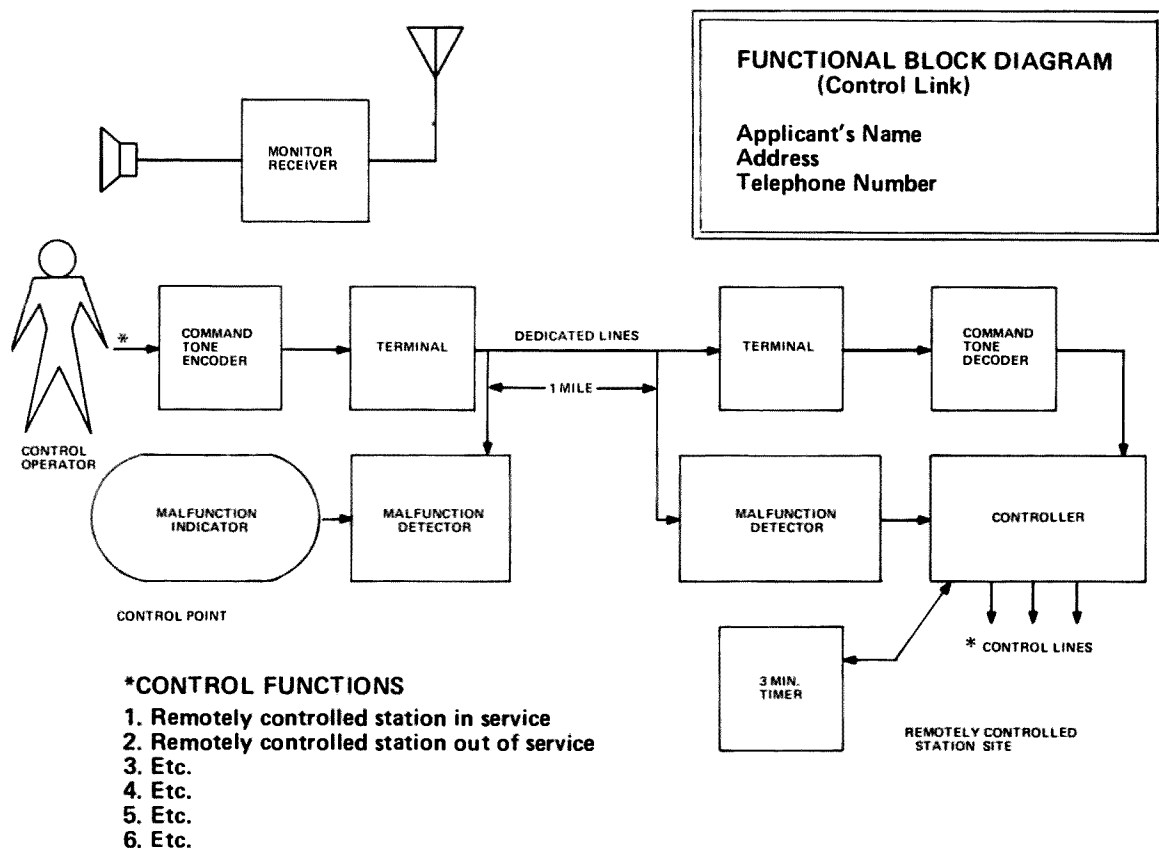 FUNCTIONAL BLOCK DIAGRAM
(Control Link)
Applicant's Name
Address
Telephone Number
MONITOR
RECEIVER
*
COMMAND
TONE
ENCODER
TERMINAL
DEDICATED LINES
1 MILE
TERMINAL
COMMAND
TONE
DECODER
CONTROL
OPERATOR
MALFUNCTION
INDICATOR
MALFUNCTION
DETECTOR
MALFUNCTION
DETECTOR
CONTROLLER
CONTROL POINT
* CONTROL LINES
3 MIN.
TIMER
REMOTELY CONTROLLED
STATION SITE
*CONTROL FUNCTIONS
1. Remotely controlled station in service
2. Remotely controlled station out of service
3. Etc.
4. Etc.
5. Etc.
6. Etc.